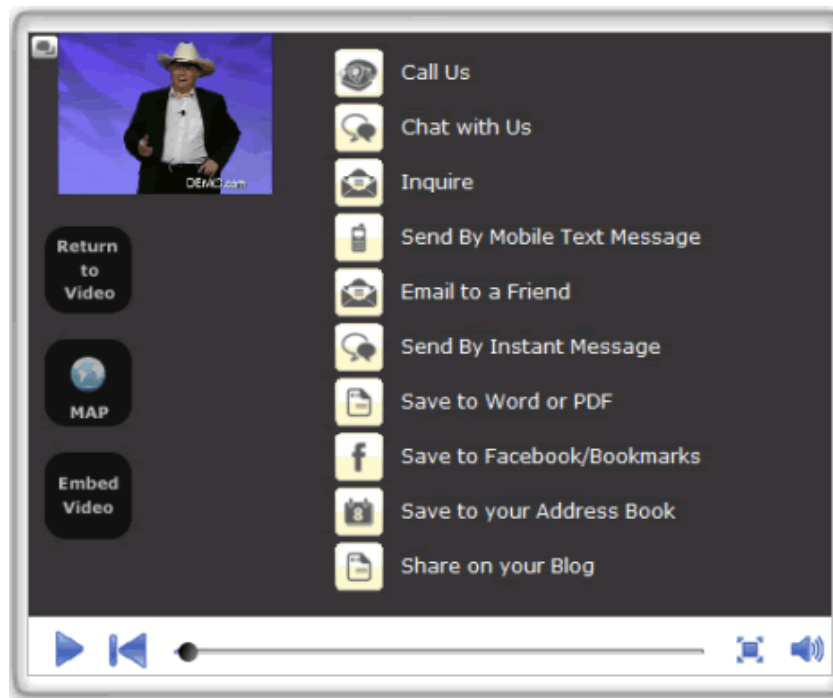 DEMO.com
Call Us
Chat with Us
Inquire
Send By Mobile Text Message
Email to a Friend
Send By Instant Message
Save to Word or PDF
Save to Facebook/Bookmarks
Save to your Address Book
Share on your Blog
Return
to
Video
MAP
Embed
Video